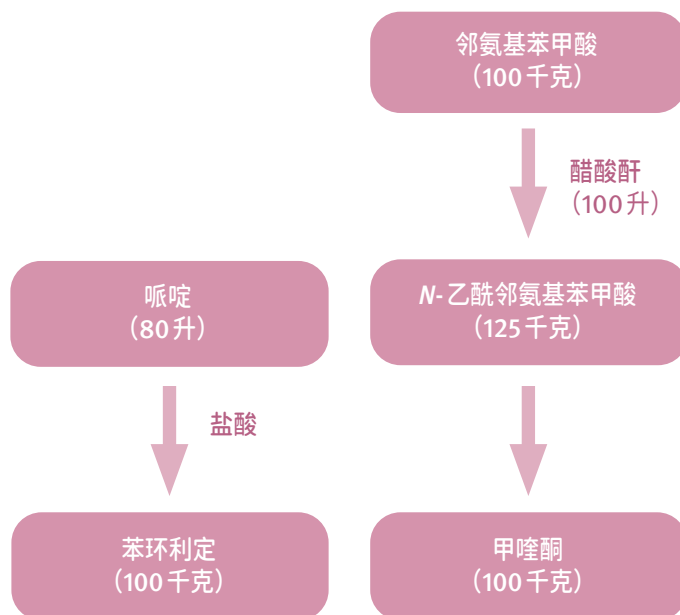 邻氨基苯甲酸
（100千克）
醋酸酐
（100升）
哌啶
（80升）
N-乙酰邻氨基苯甲酸
（125千克）
盐酸
苯环利定
（100千克）
甲喹酮
（100千克）